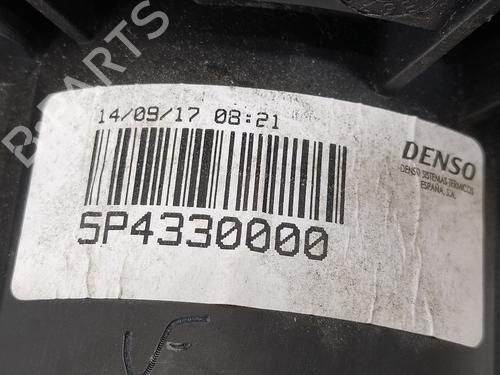 14/09/17 08:21
5P4330000
DENSO
DENSO SISTEMAS TERMICOS
ESPAÑA, S.A.
B-PARTS